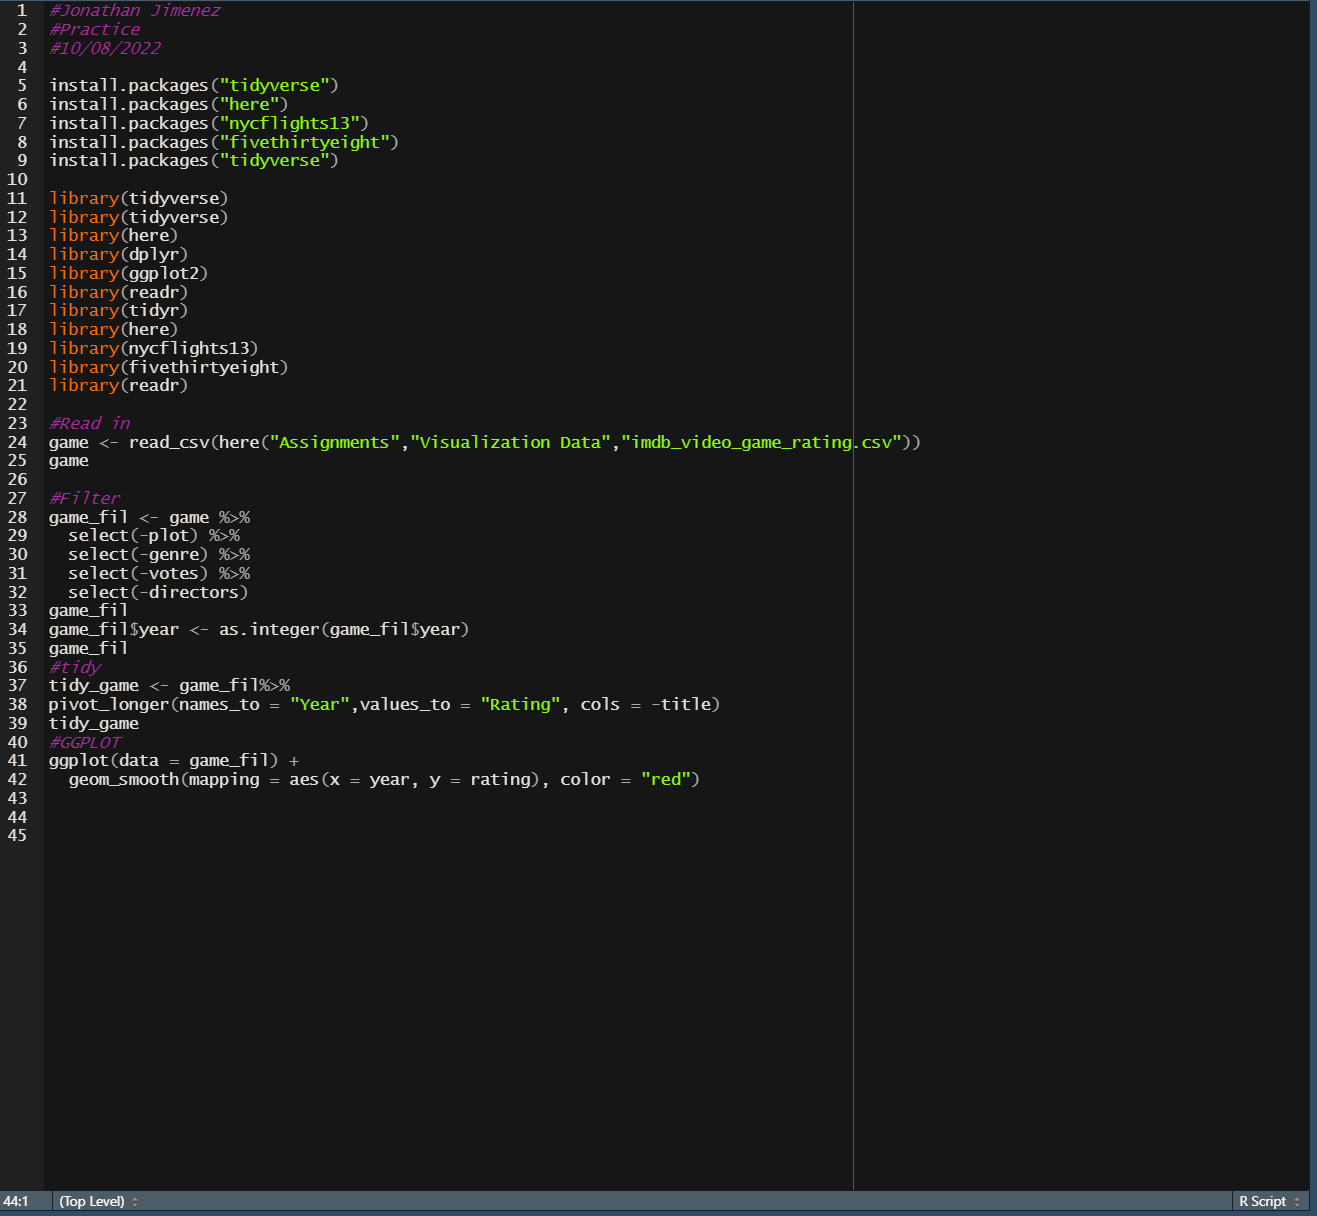 1 #Jonathan Jimenez
2 #Practice
3 #10/08/2022
4
5 install.packages("tidyverse")
6 install.packages("here")
7 install.packages("nycflights13")
8 install.packages("fivethirtyeight")
9 install.packages("tidyverse")
10
11 library(tidyverse)
12 library(tidyverse)
13 library(here)
14 library(dplyr)
15 library(ggplot2)
16 library(readr)
17 library(tidyr)
18 library(here)
19 library(nycflights13)
20 library(fivethirtyeight)
21 library(readr)
22
23 #Read in
24 game <- read_csv(here("Assignments","Visualization Data","imdb_video_game_rating.csv"))
25 game
26
27 #Filter
28 game_fil <- game %>%
29   select(-plot) %>%
30   select(-genre) %>%
31   select(-votes) %>%
32   select(-directors)
33 game_fil
34 game_fil$year <- as.integer(game_fil$year)
35 game_fil
36 #tidy
37 tidy_game <- game_fil%>%
38 pivot_longer(names_to = "Year",values_to = "Rating", cols = -title)
39 tidy_game
40 #GGPLOT
41 ggplot(data = game_fil) +
42   geom_smooth(mapping = aes(x = year, y = rating), color = "red")
43
44
45
44:1 (Top Level) R Script